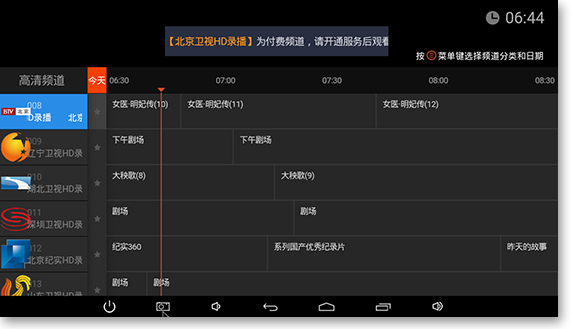 06:44
【北京卫视HD录播】为付费频道，请开通服务后观看
按 菜单键选择频道分类和日期
高清频道 今天 06:30 07:00 07:30 08:00 08:30
008 女医·明妃传(10) 女医·明妃传(11) 女医·明妃传(12)
BTV 北京 D录播 北京
009 下午剧场 下午剧场
辽宁卫视HD录
010 大秧歌(8) 大秧歌(9)
湖北卫视HD录
011 剧场 剧场
深圳卫视HD录
012 纪实360 系列国产优秀纪录片 昨天的故事
北京纪实HD录
013 剧场 剧场
山东卫视HD录